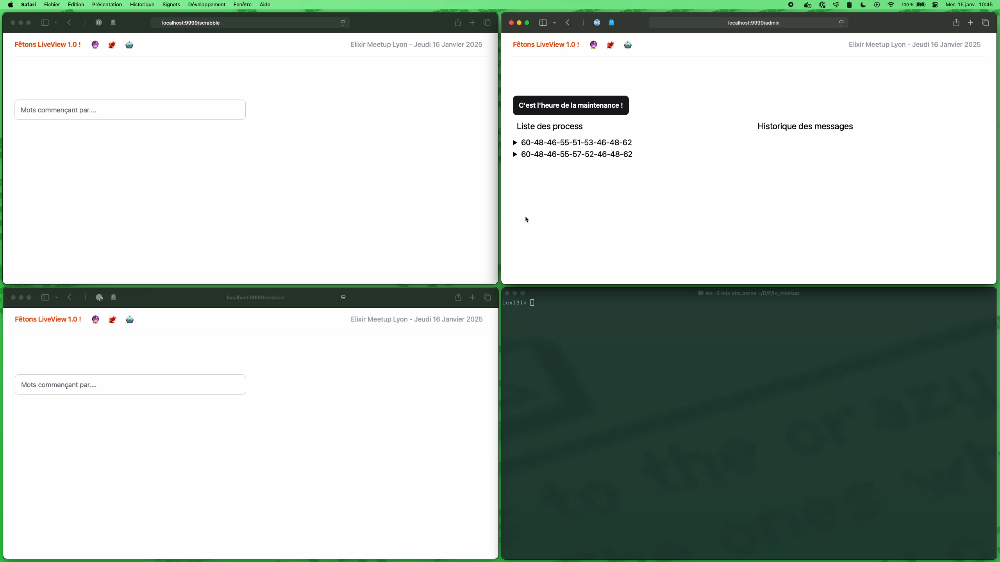 Safari Fichier Édition Présentation Historique Signets Développement Fenêtre Aide 100 % Mer. 15 janv. 10:45
j localhost:9999/scrabble
Fêtons LiveView 1.0 ! Elixir Meetup Lyon - Jeudi 16 Janvier 2025
Mots commençant par....
j localhost:9999/admin
Fêtons LiveView 1.0 ! Elixir Meetup Lyon - Jeudi 16 Janvier 2025
C'est l'heure de la maintenance !
Liste des process
60-48-46-55-51-53-46-48-62
60-48-46-55-57-52-46-48-62
Historique des messages
j localhost:9999/scrabble
Fêtons LiveView 1.0 ! Elixir Meetup Lyon - Jeudi 16 Janvier 2025
Mots commençant par....
iex -S mix phx.serve ~/D/P/lv_meetup
iex(3)>
to the crazy
ones